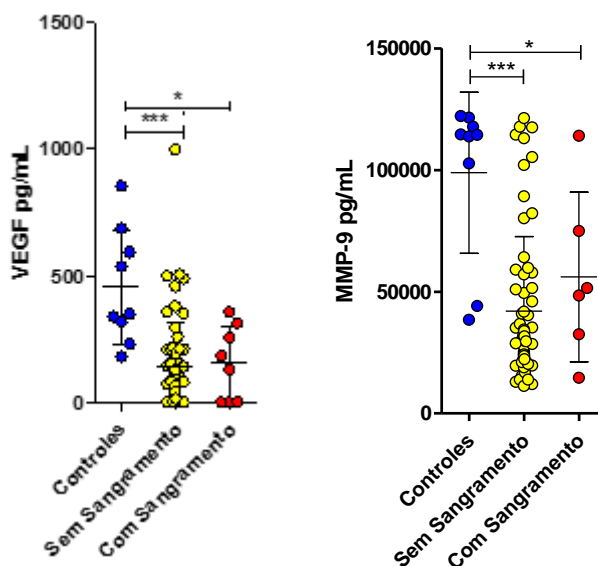 1500
1000
500
0
VEGF pg/mL
*
***
Controles
Sem Sangramento
Com Sangramento
150000
100000
50000
0
MMP-9 pg/mL
*
***
Controles
Sem Sangramento
Com Sangramento